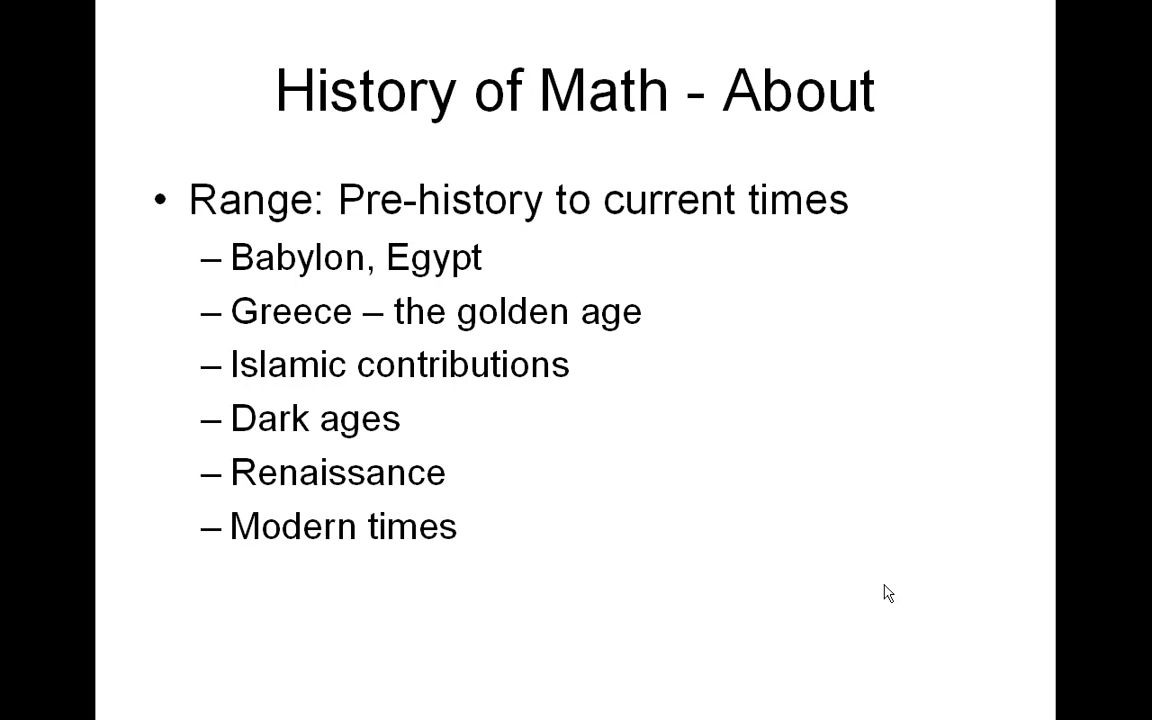 History of Math - About
• Range: Pre-history to current times
– Babylon, Egypt
– Greece – the golden age
– Islamic contributions
– Dark ages
– Renaissance
– Modern times